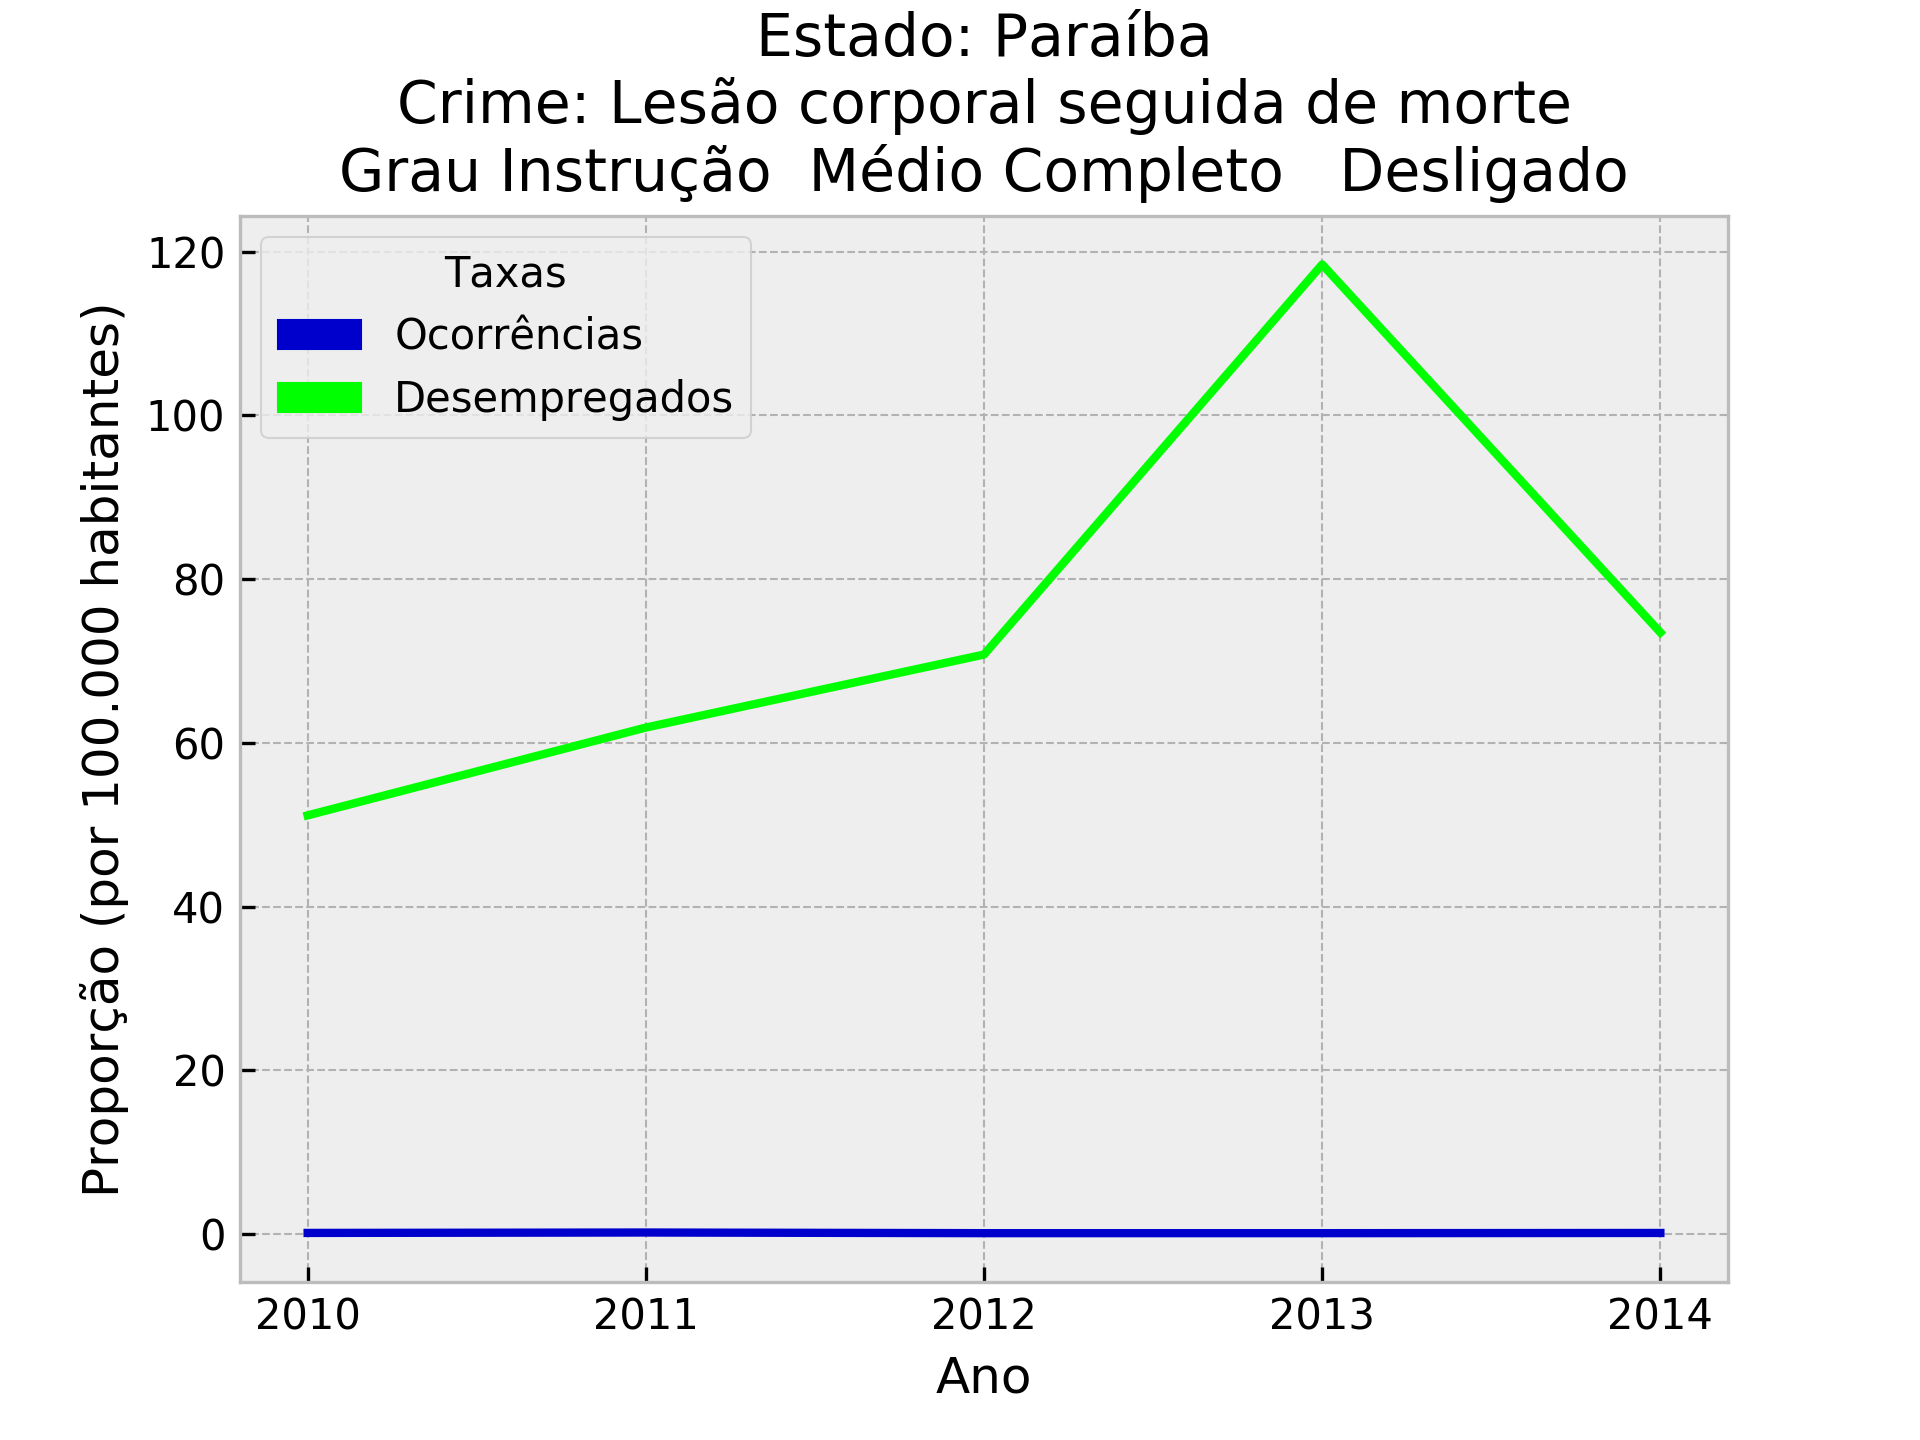 Estado: Paraíba
Crime: Lesão corporal seguida de morte
Grau Instrução  Médio Completo   Desligado
Proporção (por 100.000 habitantes)
120
100
80
60
40
20
0
Taxas
Ocorrências
Desempregados
2010 2011 2012 2013 2014
Ano